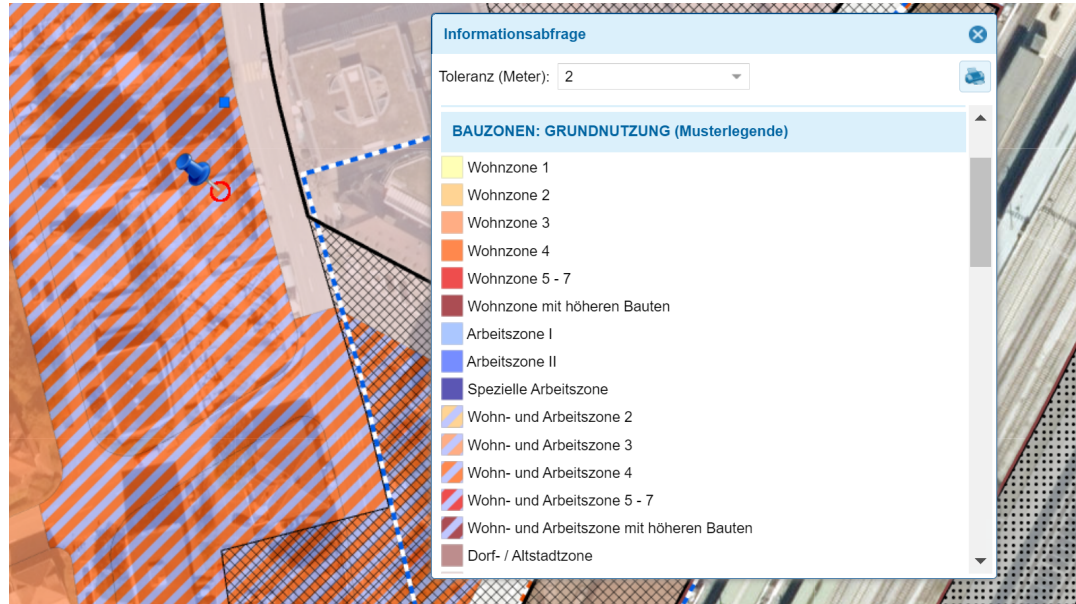 Informationsabfrage
Toleranz (Meter): 2
BAUZONEN: GRUNDNUTZUNG (Musterlegende)
Wohnzone 1
Wohnzone 2
Wohnzone 3
Wohnzone 4
Wohnzone 5 - 7
Wohnzone mit höheren Bauten
Arbeitszone I
Arbeitszone II
Spezielle Arbeitszone
Wohn- und Arbeitszone 2
Wohn- und Arbeitszone 3
Wohn- und Arbeitszone 4
Wohn- und Arbeitszone 5 - 7
Wohn- und Arbeitszone mit höheren Bauten
Dorf- / Altstadtzone